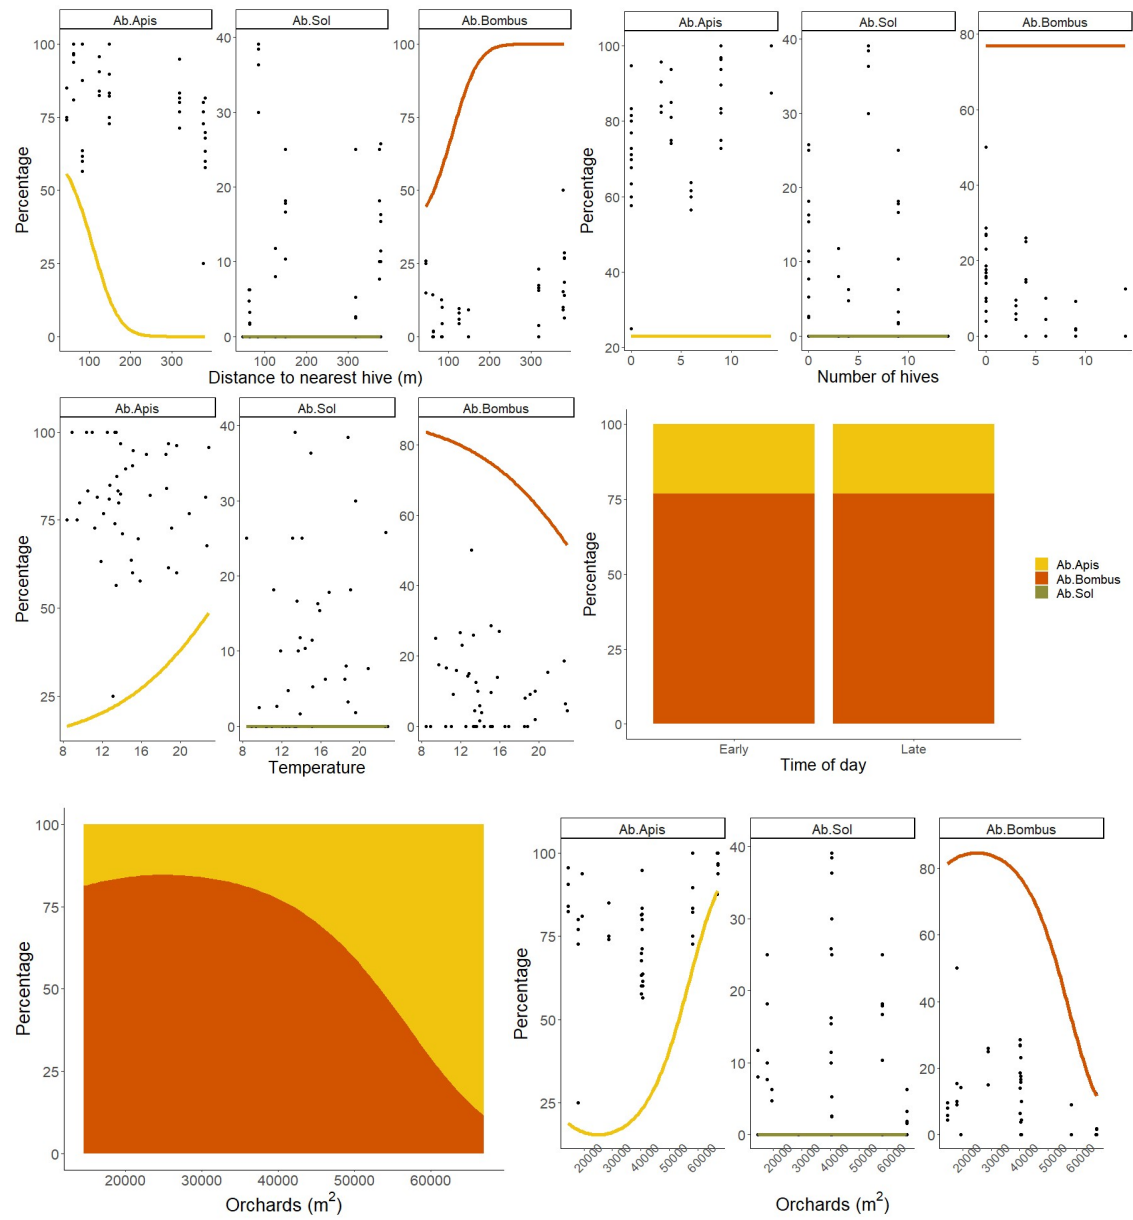 Ab.Apis Ab.Sol Ab.Bombus
Percentage
100
75
50
25
0
40
30
20
10
0
100
75
50
25
0
100 200 300
100 200 300
100 200 300
Distance to nearest hive (m)
Ab.Apis Ab.Sol Ab.Bombus
Percentage
100
80
60
40
20
40
30
20
10
0
80
60
40
20
0
0 5 10
0 5 10
0 5 10
Number of hives
Ab.Apis Ab.Sol Ab.Bombus
Percentage
100
75
50
25
40
30
20
10
0
80
60
40
20
0
8 12 16 20
8 12 16 20
8 12 16 20
Temperature
Percentage
100
75
50
25
0
Early Late
Time of day
Ab.Apis
Ab.Bombus
Ab.Sol
Percentage
100
75
50
25
0
20000 30000 40000 50000 60000
Orchards (m²)
Ab.Apis Ab.Sol Ab.Bombus
Percentage
100
75
50
25
40
30
20
10
0
80
60
40
20
0
20000 30000 40000 50000 60000
20000 30000 40000 50000 60000
20000 30000 40000 50000 60000
Orchards (m²)